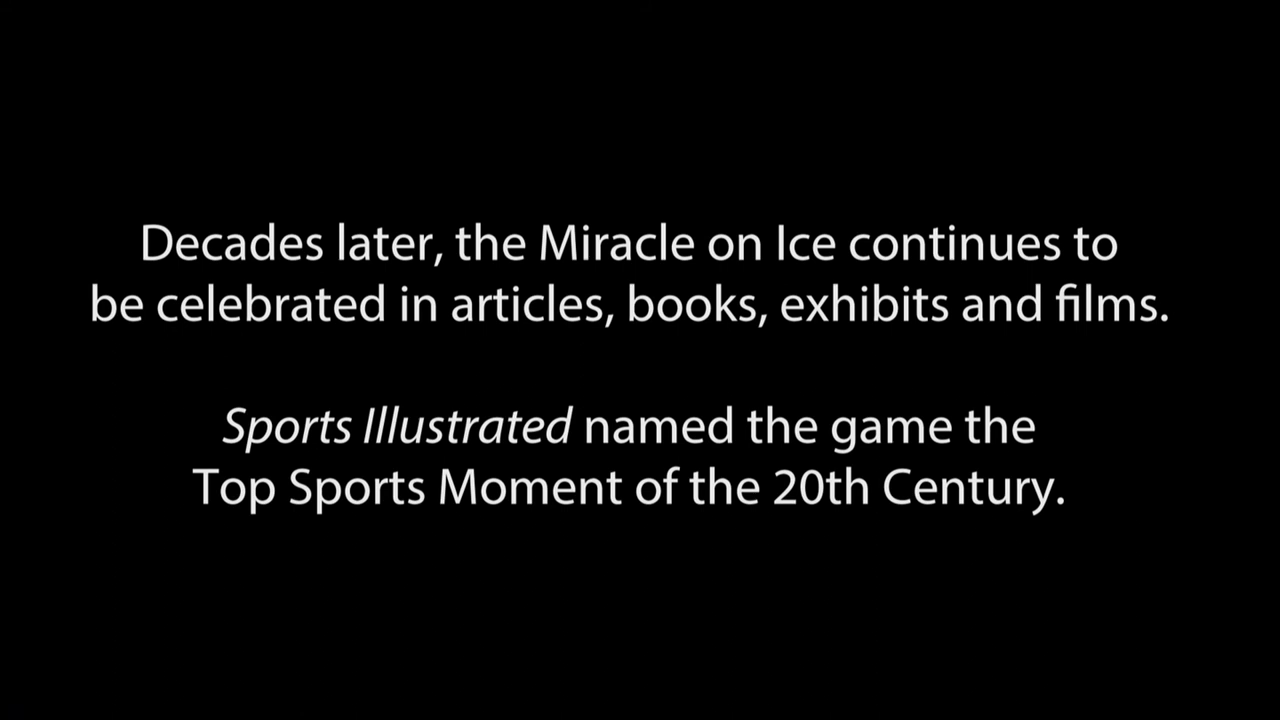 Decades later, the Miracle on Ice continues to
be celebrated in articles, books, exhibits and films.
Sports Illustrated named the game the
Top Sports Moment of the 20th Century.